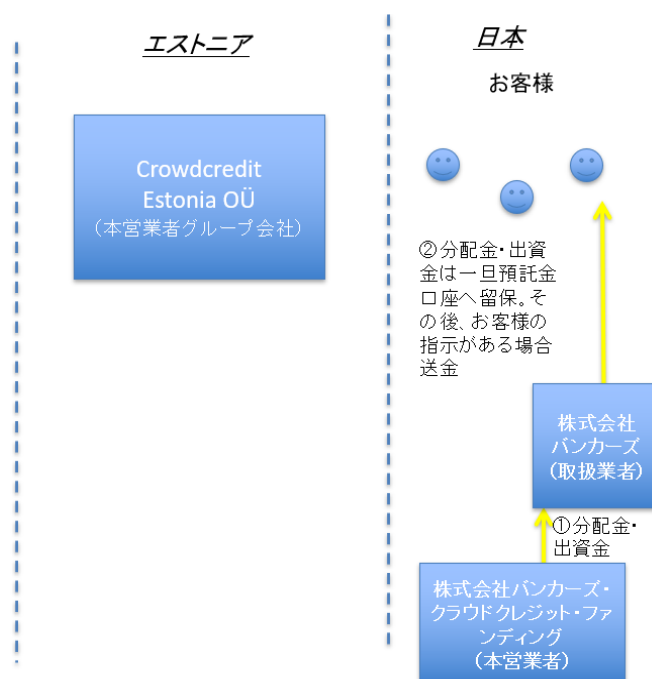 エストニア
日本
お客様
Crowdcredit
Estonia OÜ
(本営業者グループ会社)
②分配金・出資
金は一旦預託金
口座へ留保。そ
の後、お客様の
指示がある場合
送金
株式会社
バンカーズ
(取扱業者)
①分配金・
出資金
株式会社バンカーズ・
クラウドクレジット・ファ
ンディング
(本営業者)